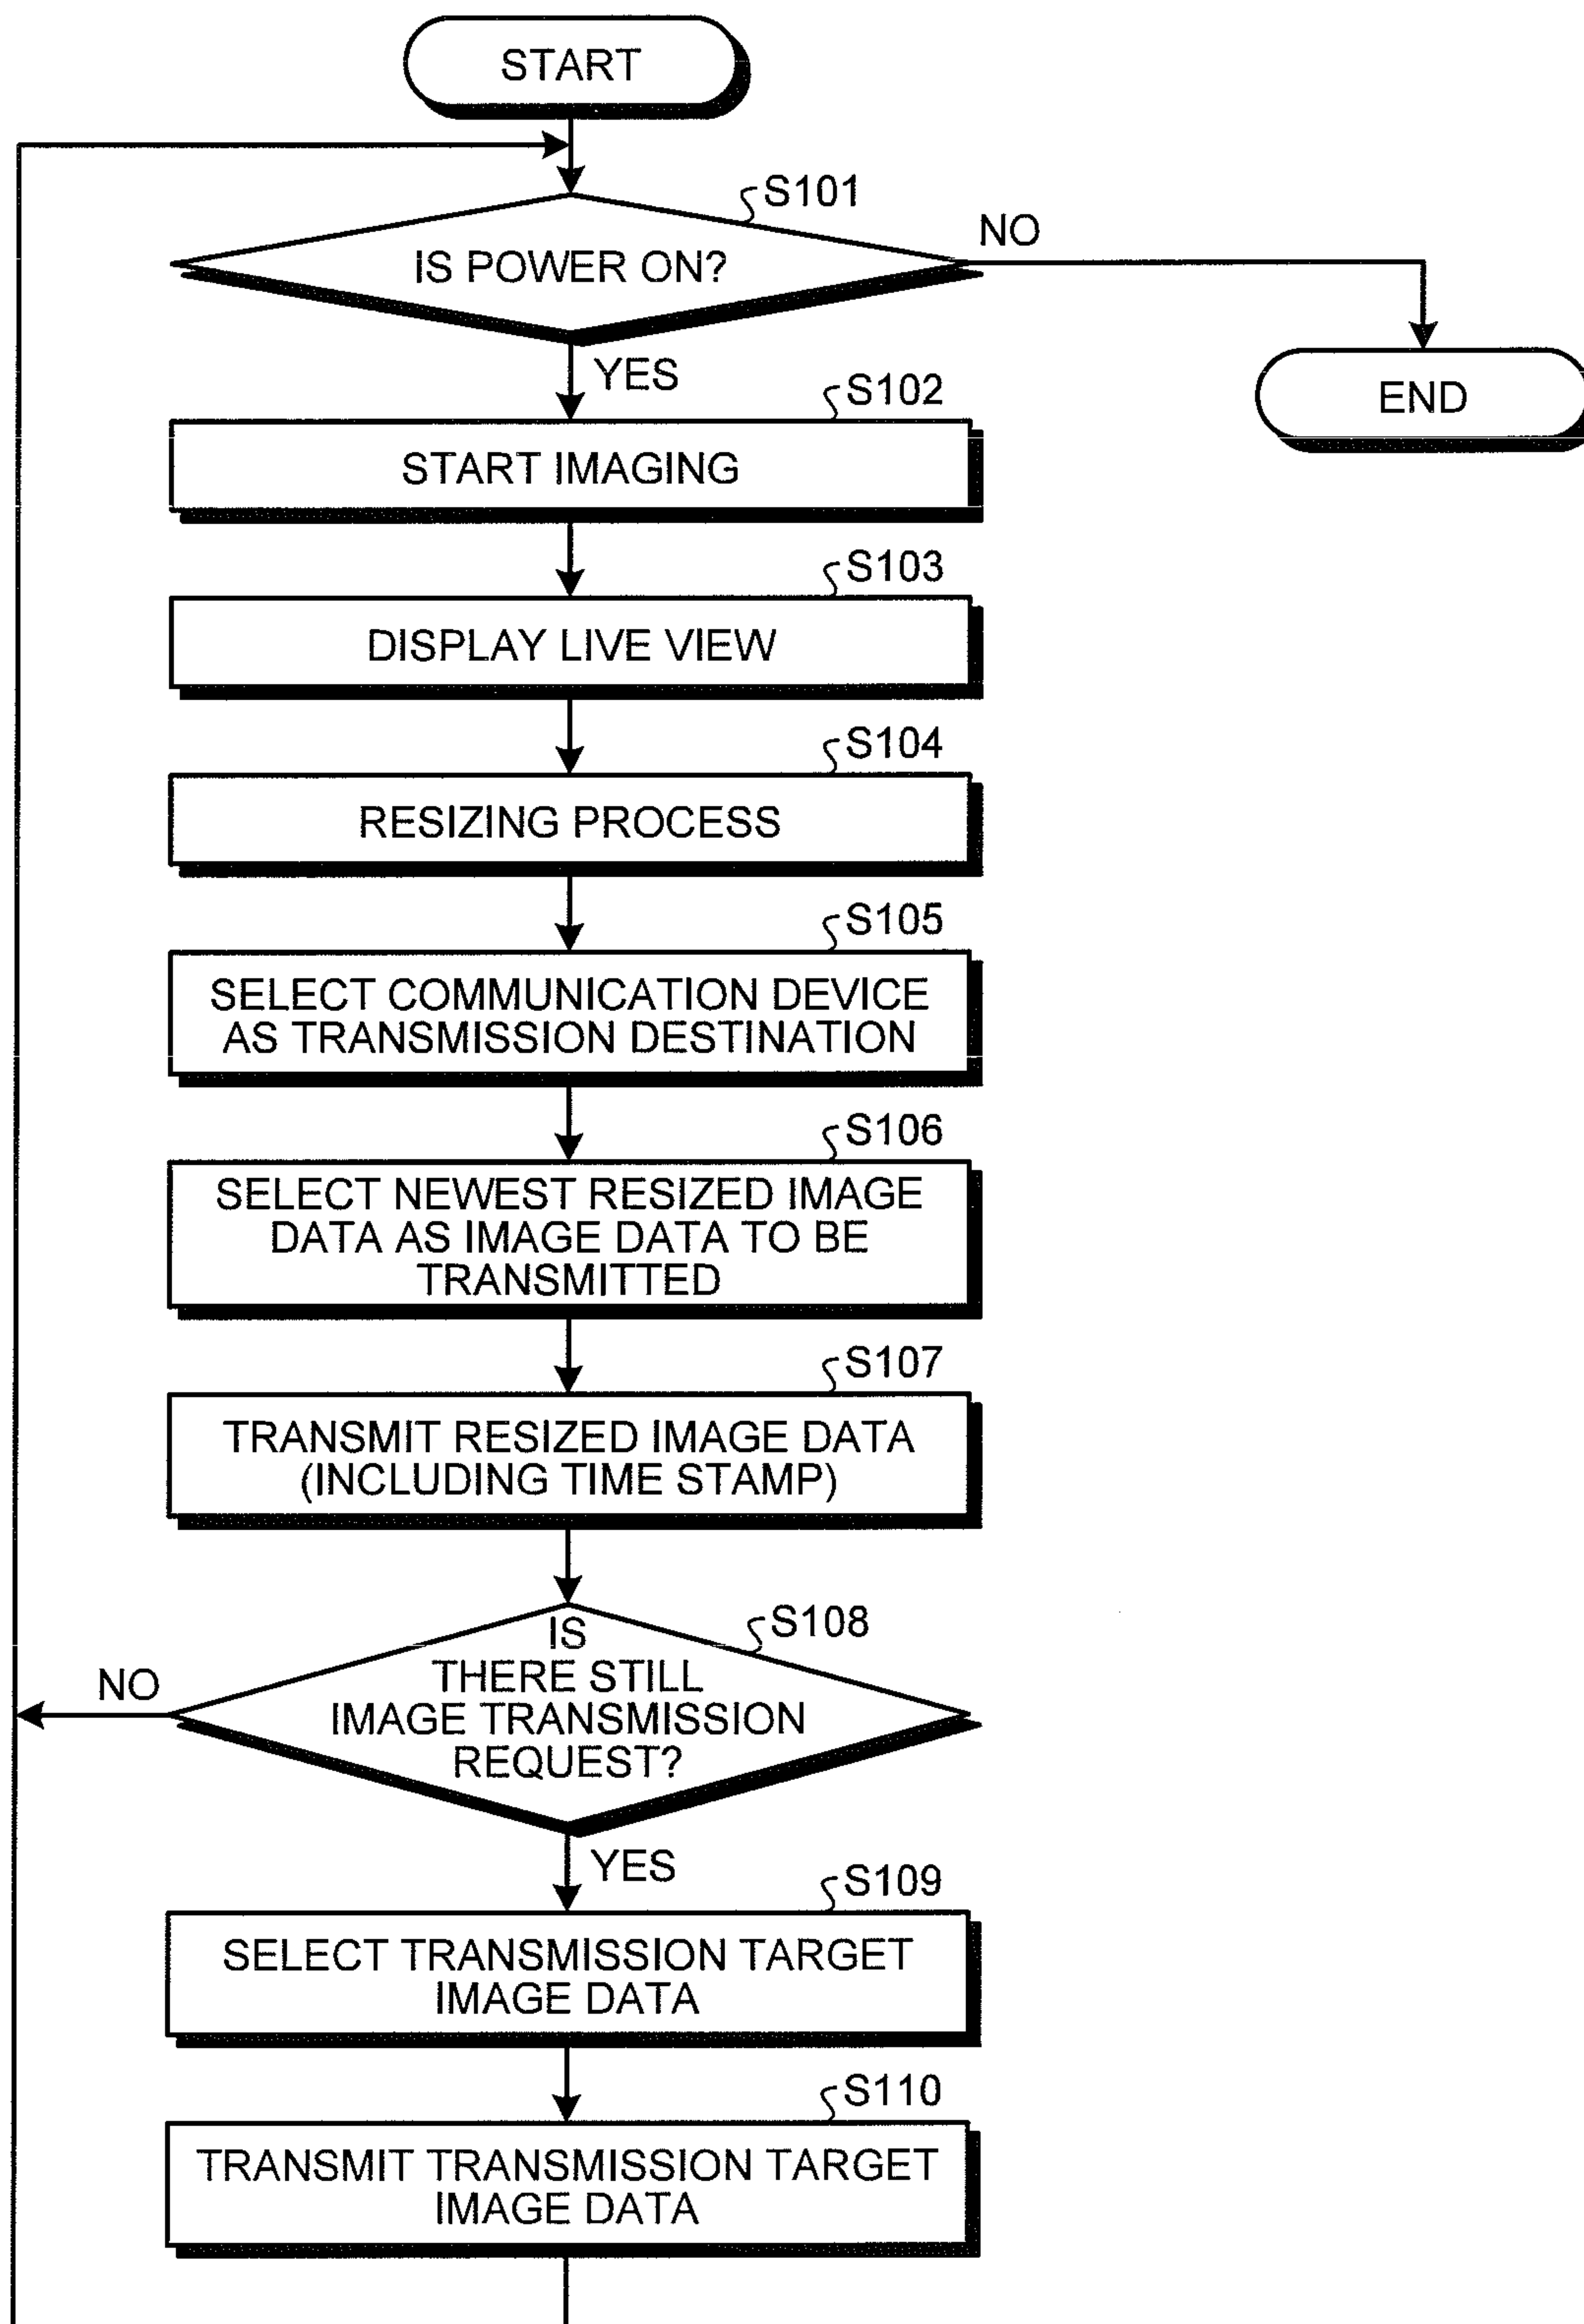 START
S101
IS POWER ON?
NO
END
YES
S102
START IMAGING
S103
DISPLAY LIVE VIEW
S104
RESIZING PROCESS
S105
SELECT COMMUNICATION DEVICE
AS TRANSMISSION DESTINATION
S106
SELECT NEWEST RESIZED IMAGE
DATA AS IMAGE DATA TO BE
TRANSMITTED
S107
TRANSMIT RESIZED IMAGE DATA
(INCLUDING TIME STAMP)
S108
IS
THERE STILL
IMAGE TRANSMISSION
REQUEST?
NO
YES
S109
SELECT TRANSMISSION TARGET
IMAGE DATA
S110
TRANSMIT TRANSMISSION TARGET
IMAGE DATA